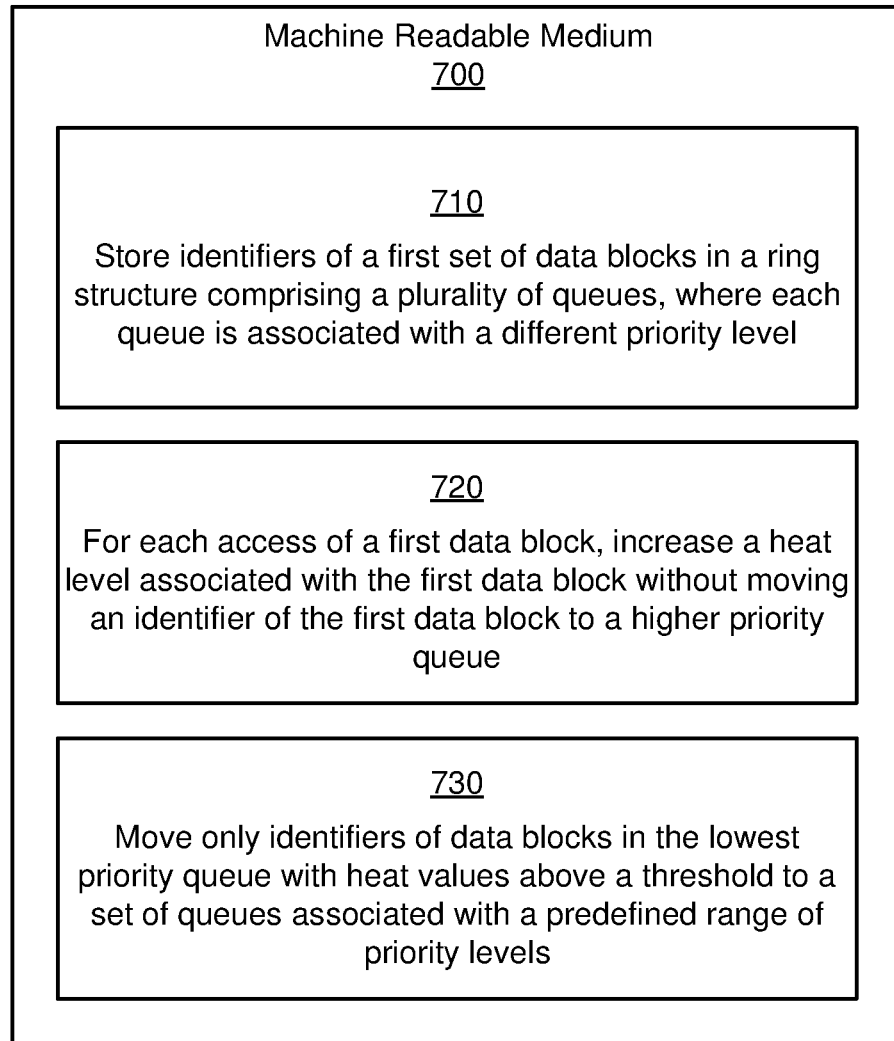 Machine Readable Medium
700
710
Store identifiers of a first set of data blocks in a ring
structure comprising a plurality of queues, where each
queue is associated with a different priority level
720
For each access of a first data block, increase a heat
level associated with the first data block without moving
an identifier of the first data block to a higher priority
queue
730
Move only identifiers of data blocks in the lowest
priority queue with heat values above a threshold to a
set of queues associated with a predefined range of
priority levels